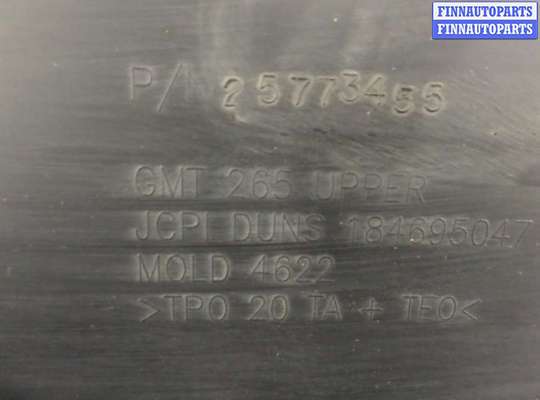 FINNAUTOPARTS
FINNAUTOPARTS
P/ 25773455
GMT 265 UPPER
JCPI DUNS 184695047
MOLD 4622
>TPO 20 TA + TEO<